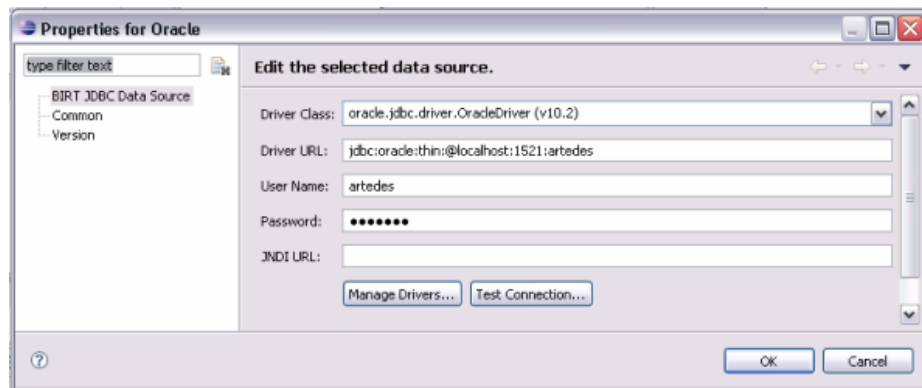 Properties for Oracle
type filter text
BIRT JDBC Data Source
Common
Version
Edit the selected data source.
Driver Class: oracle.jdbc.driver.OracleDriver (v10.2)
Driver URL: jdbc:oracle:thin:@localhost:1521:artedes
User Name: artedes
Password: •••••••
JNDI URL:
Manage Drivers... Test Connection...
OK Cancel